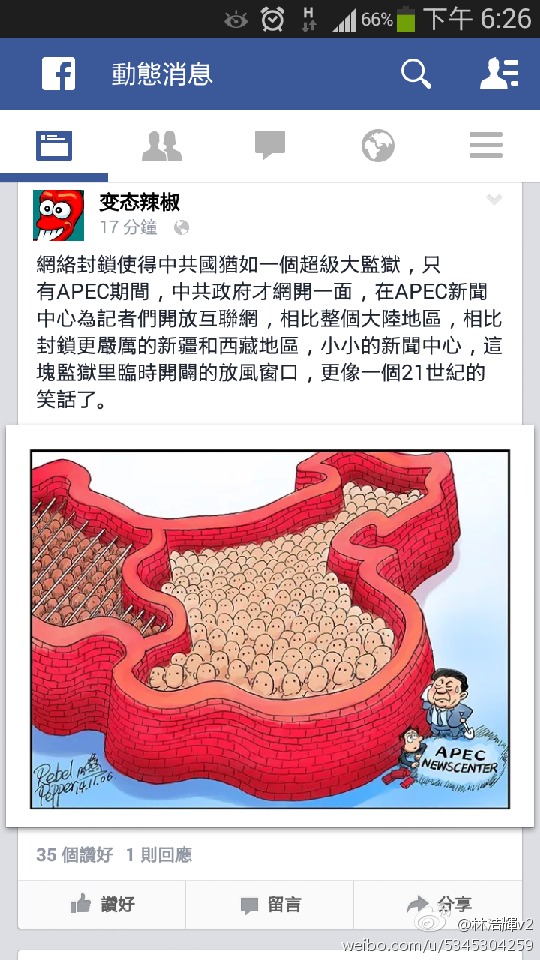 H
66%
下午 6:26
動態消息
变态辣椒
17 分鐘
網絡封鎖使得中共國猶如一個超級大監獄，只
有APEC期間，中共政府才網開一面，在APEC新聞
中心為記者們開放互聯網，相比整個大陸地區，相比
封鎖更嚴厲的新疆和西藏地區，小小的新聞中心，這
塊監獄里臨時開闢的放風窗口，更像一個21世紀的
笑話了。
APEC
NEWSCENTER
Rebel
Pepper
14.11.06
35 個讚好 1 則回應
讚好
留言
分享
@林浩輝v2
weibo.com/u/5345304259